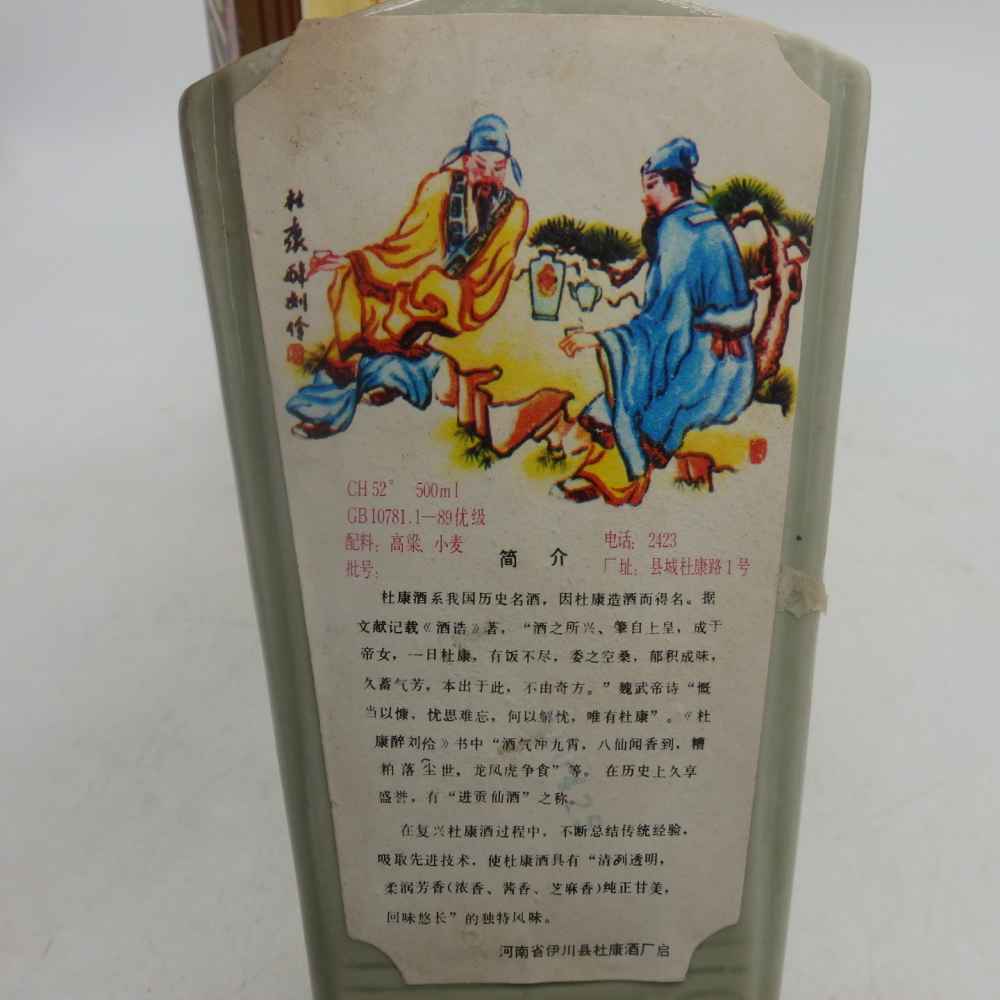 杜康醉刘伶
CH 52° 500ml
GB10781.1—89优级
配料：高粱、小麦
批号：
电话：2423
厂址：县城杜康路1号
简 介
杜康酒系我国历史名酒，因杜康造酒而得名。据
文献记载《酒诰》著，“酒之所兴、肇自上皇，成于
帝女，一日杜康，有饭不尽，委之空桑，郁积成味，
久蓄气芳，本出于此，不由奇方。”魏武帝诗“慨
当以慷，忧思难忘，何以解忧，唯有杜康”。《杜
康醉刘伶》书中“酒气冲九霄，八仙闻香到，糟
粕落尘世，龙凤虎争食”等。在历史上久享
盛誉，有“进贡仙酒”之称。
在复兴杜康酒过程中，不断总结传统经验，
吸取先进技术，使杜康酒具有“清冽透明，
柔润芳香（浓香、酱香、芝麻香）纯正甘美，
回味悠长”的独特风味。
河南省伊川县杜康酒厂启